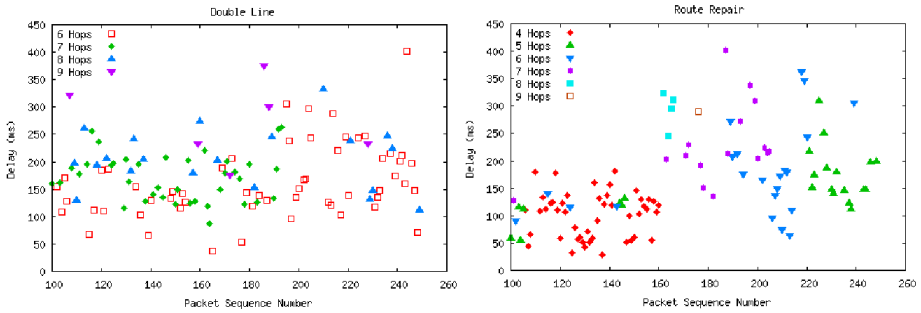 Double Line
450
400
350
300
250
200
150
100
50
0
6 Hops
7 Hops
8 Hops
9 Hops
Delay (ms)
100 120 140 160 180 200 220 240 260
Packet Sequence Number
Route Repair
450
400
350
300
250
200
150
100
50
0
4 Hops
5 Hops
6 Hops
7 Hops
8 Hops
9 Hops
Delay (ms)
100 120 140 160 180 200 220 240 260
Packet Sequence Number